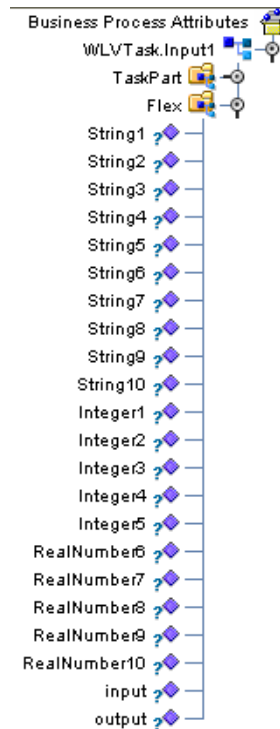 Business Process Attributes
WLVTask.Input1
TaskPart
Flex
String1
String2
String3
String4
String5
String6
String7
String8
String9
String10
Integer1
Integer2
Integer3
Integer4
Integer5
RealNumber6
RealNumber7
RealNumber8
RealNumber9
RealNumber10
input
output